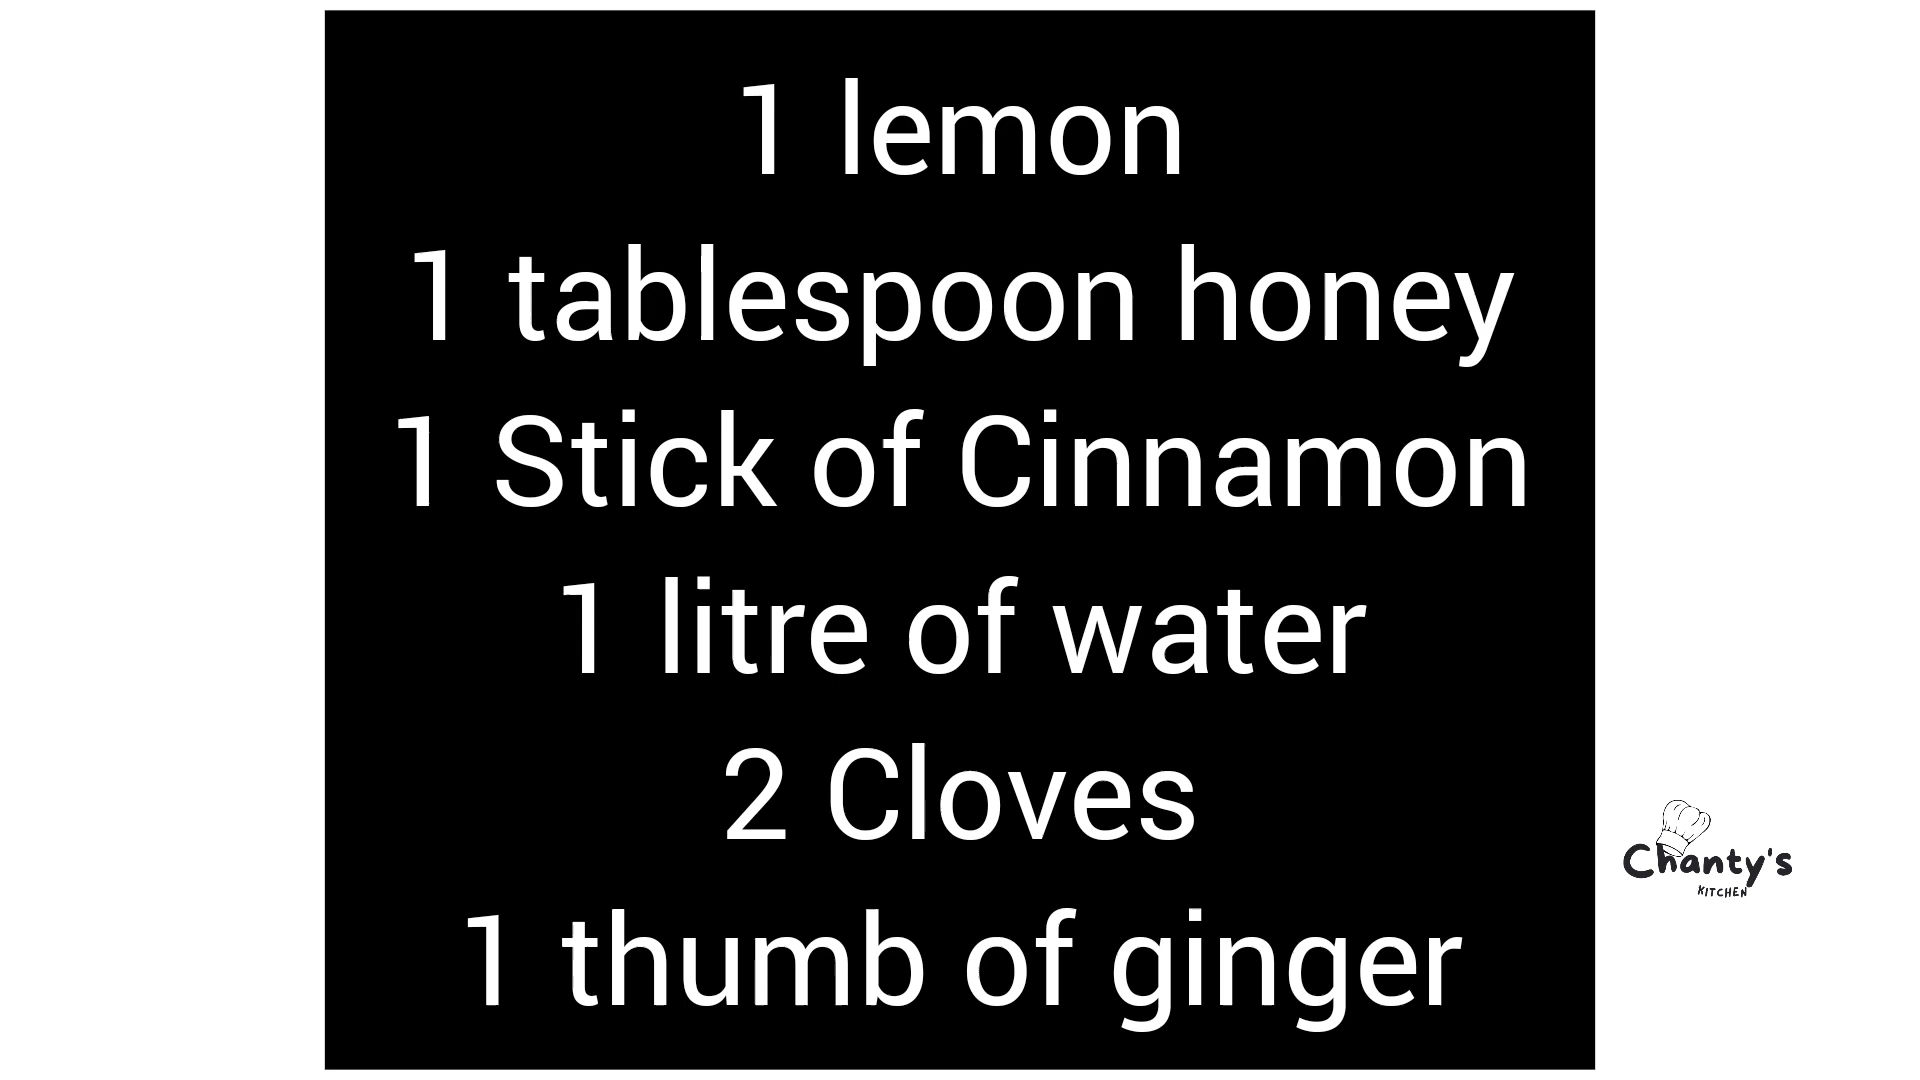 1 lemon
1 tablespoon honey
1 Stick of Cinnamon
1 litre of water
2 Cloves
1 thumb of ginger
Chanty's
KITCHEN